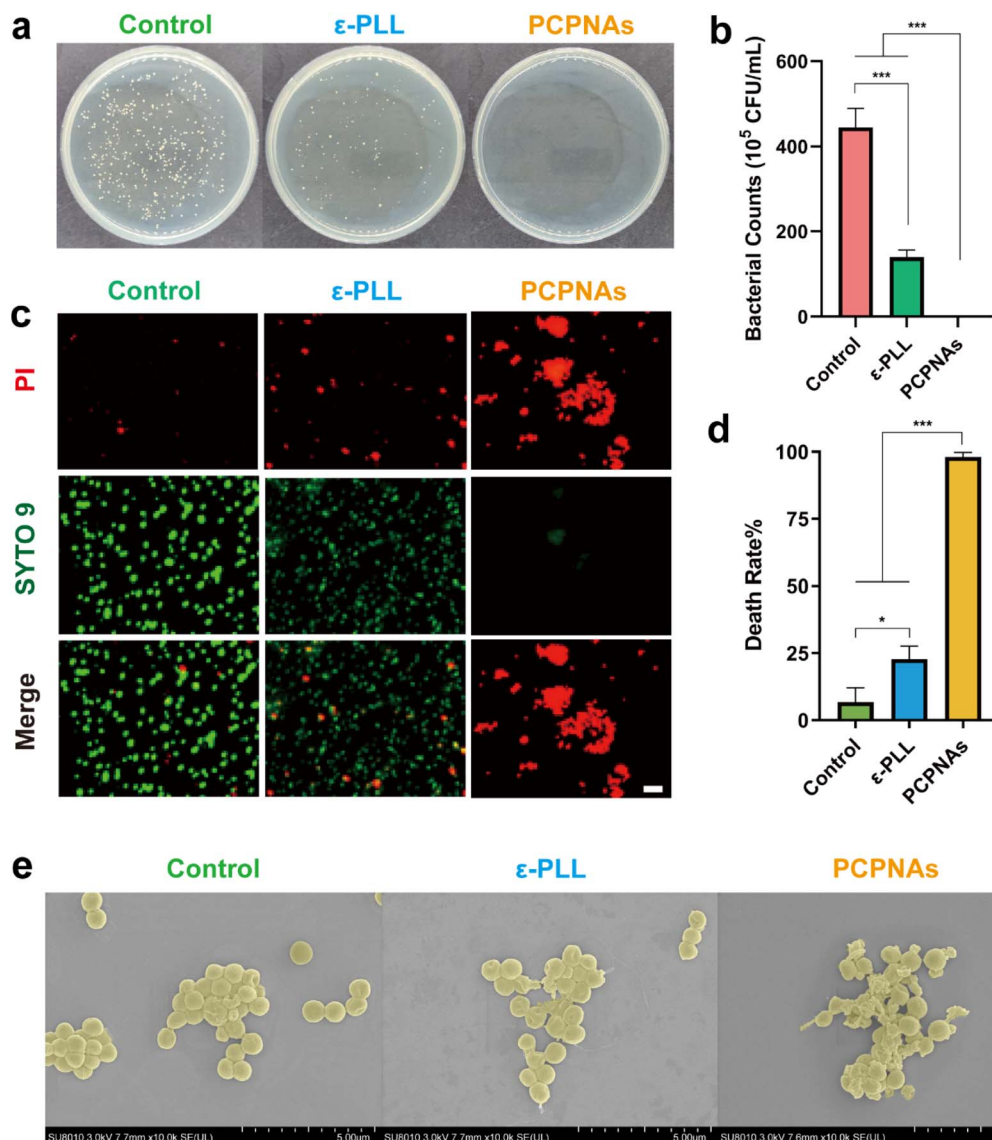 a
Control ε-PLL PCPNAs
b
Bacterial Counts (10⁵ CFU/mL)
600
400
200
0
***
***
Control ε-PLL PCPNAs
c
Control ε-PLL PCPNAs
PI
SYTO 9
Merge
d
Death Rate%
100
75
50
25
0
***
*
Control ε-PLL PCPNAs
e
Control ε-PLL PCPNAs
SU8010 3.0kV 7.7mm x10.0k SE(UL) 5.00um
SU8010 3.0kV 7.7mm x10.0k SE(UL) 5.00um
SU8010 3.0kV 7.6mm x10.0k SE(UL)